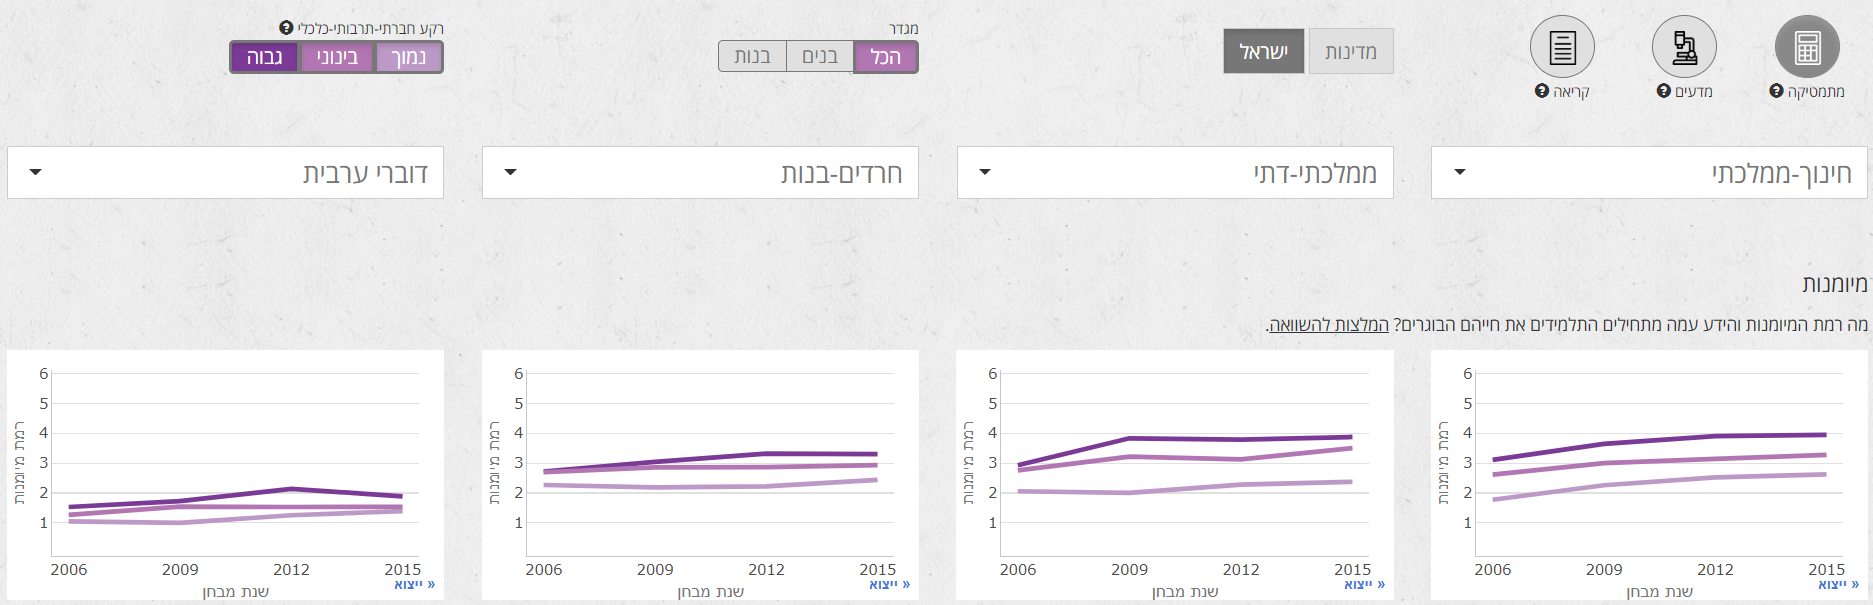 מתמטיקה ?
מדעים ?
קריאה ?
מדינות
ישראל
מגדר
הכל
בנים
בנות
רקע חברתי-תרבותי-כלכלי ?
נמוך
בינוני
גבוה
חינוך-ממלכתי
ממלכתי-דתי
חרדים-בנות
דוברי ערבית
מיומנות
מה רמת המיומנות והידע עמה מתחילים התלמידים את חייהם הבוגרים? המלצות להשוואה.
6
5
4
3
2
1
רמת מיומנות
2006 2009 2012 2015
שנת מבחן
ייצוא »
6
5
4
3
2
1
רמת מיומנות
2006 2009 2012 2015
שנת מבחן
ייצוא »
6
5
4
3
2
1
רמת מיומנות
2006 2009 2012 2015
שנת מבחן
ייצוא »
6
5
4
3
2
1
רמת מיומנות
2006 2009 2012 2015
שנת מבחן
ייצוא »